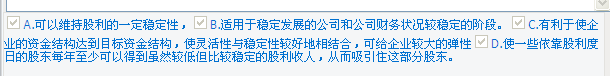 A.可以维持股利的一定稳定性，B.适用于稳定发展的公司和公司财务状况较稳定的阶段。C.有利于使企
业的资金结构达到目标资金结构，使灵活性与稳定性较好地相结合，可给企业较大的弹性D.使一些依靠股利度
日的股东每年至少可以得到虽然较低但比较稳定的股利收人，从而吸引住这部分股东。